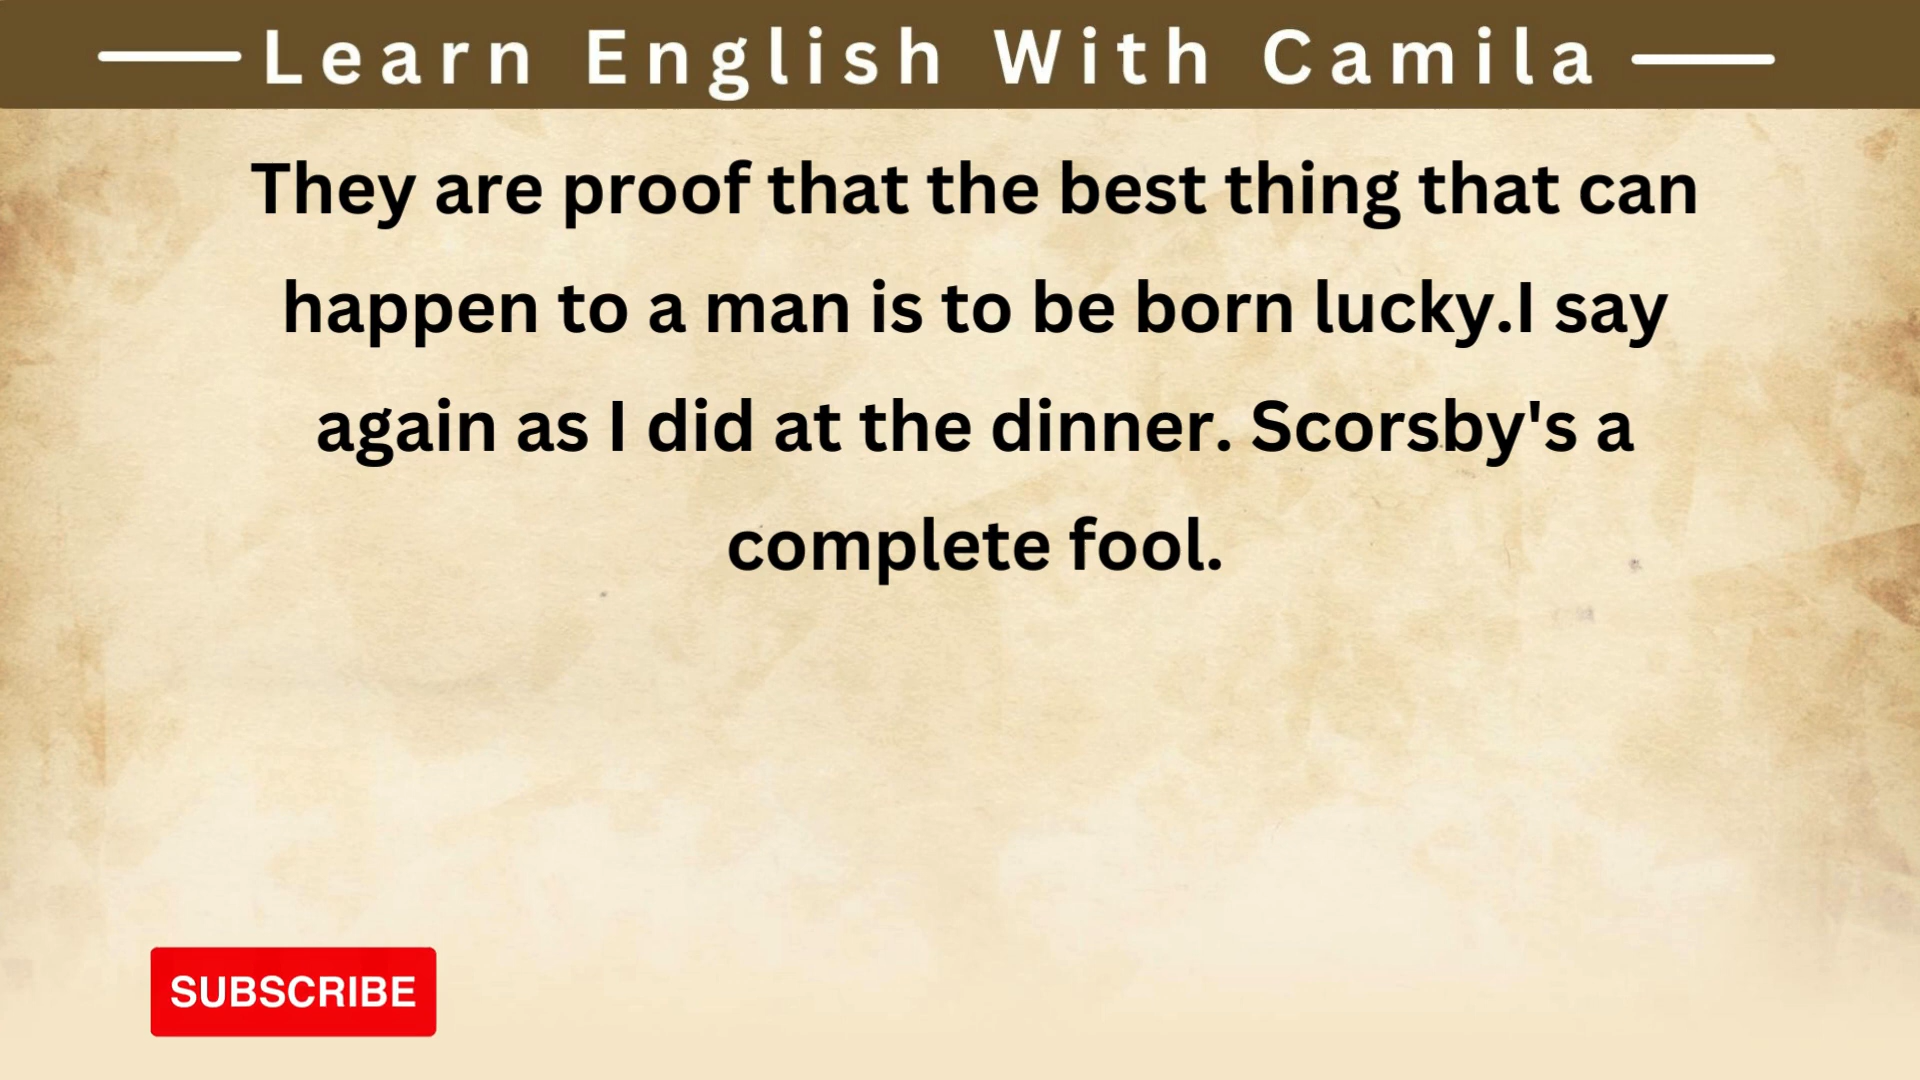 Learn English With Camila
They are proof that the best thing that can
happen to a man is to be born lucky.I say
again as I did at the dinner. Scorsby's a
complete fool.
SUBSCRIBE